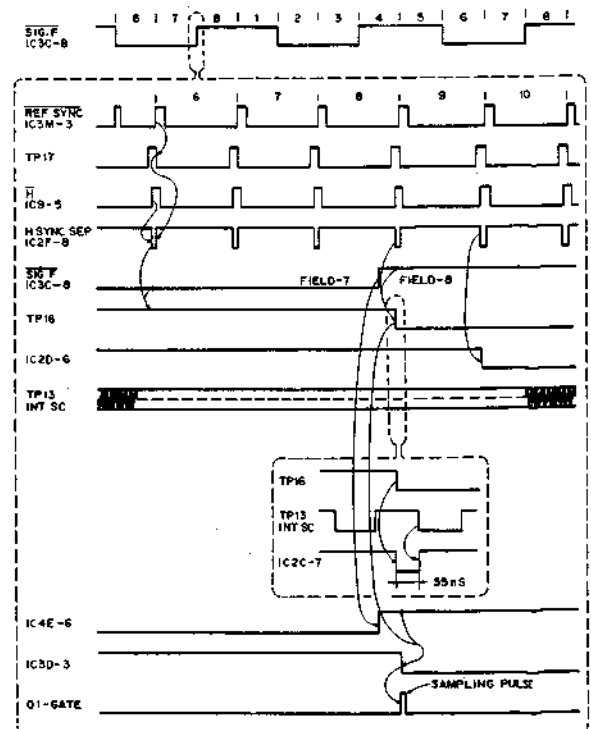 6 7 8 1 2 3 4 5 6 7 8
SIG.F
IC3C-8
6 7 8 9 10
REF SYNC
IC3M-3
TP17
H
IC9-5
H SYNC SEP
IC2F-8
SIG F
IC3C-8
FIELD-7 FIELD-8
TP16
IC2D-6
TP13
INT SC
TP16
TP13
INT SC
IC2C-7
35nS
IC4E-6
IC3D-3
SAMPLING PULSE
Q1-GATE